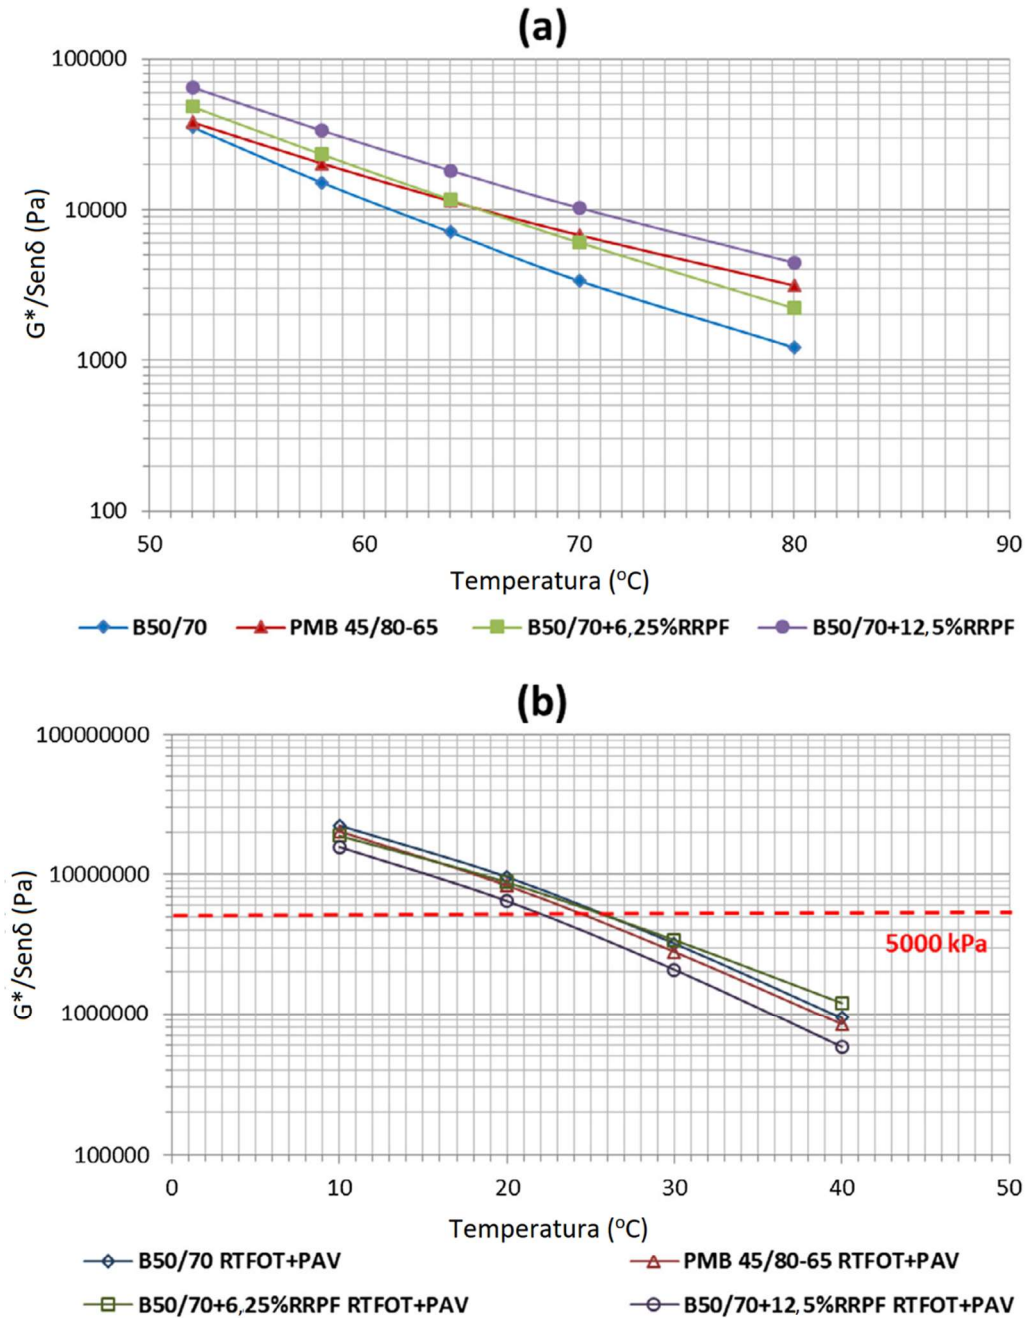 (a)
100000
10000
1000
100
G*/Senδ (Pa)
50 60 70 80 90
Temperatura (ºC)
B50/70 PMB 45/80-65 B50/70+6,25%RRPF B50/70+12,5%RRPF
(b)
100000000
10000000
1000000
100000
G*/Senδ (Pa)
5000 kPa
0 10 20 30 40 50
Temperatura (ºC)
B50/70 RTFOT+PAV PMB 45/80-65 RTFOT+PAV
B50/70+6,25%RRPF RTFOT+PAV B50/70+12,5%RRPF RTFOT+PAV